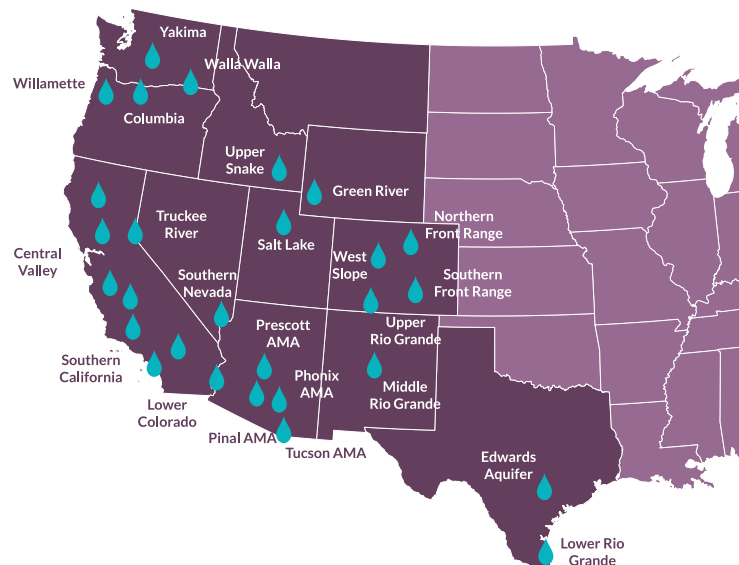 Yakima
Walla Walla
Willamette
Columbia
Upper
Snake
Green River
Truckee
River
Salt Lake
Northern
Front Range
West
Slope
Central
Valley
Southern
Nevada
Southern
Front Range
Prescott
AMA
Upper
Rio Grande
Southern
California
Phonix
AMA
Middle
Rio Grande
Lower
Colorado
Pinal AMA
Tucson AMA
Edwards
Aquifer
Lower Rio
Grande